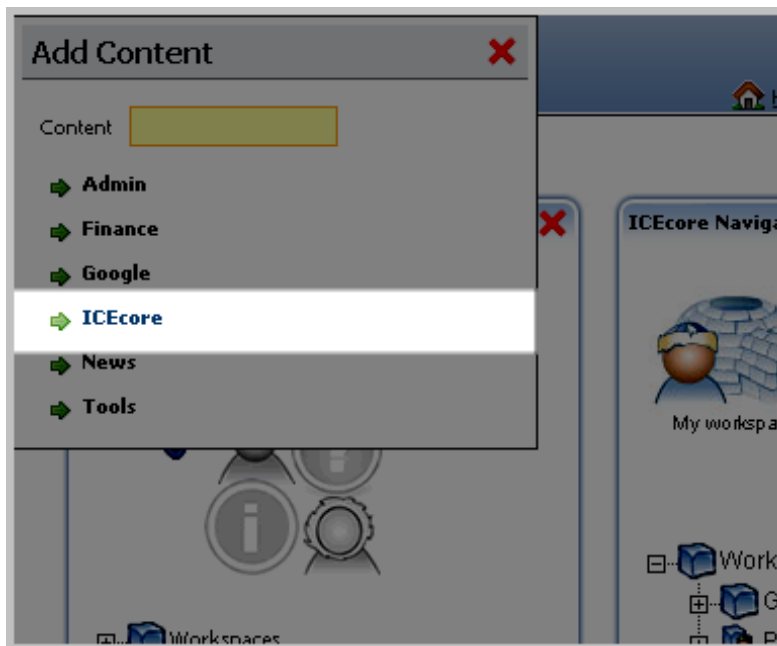 Add Content
Content
Admin
Finance
Google
ICEcore
News
Tools
ICEcore Naviga
My workspa
Work
G
P
Workspaces